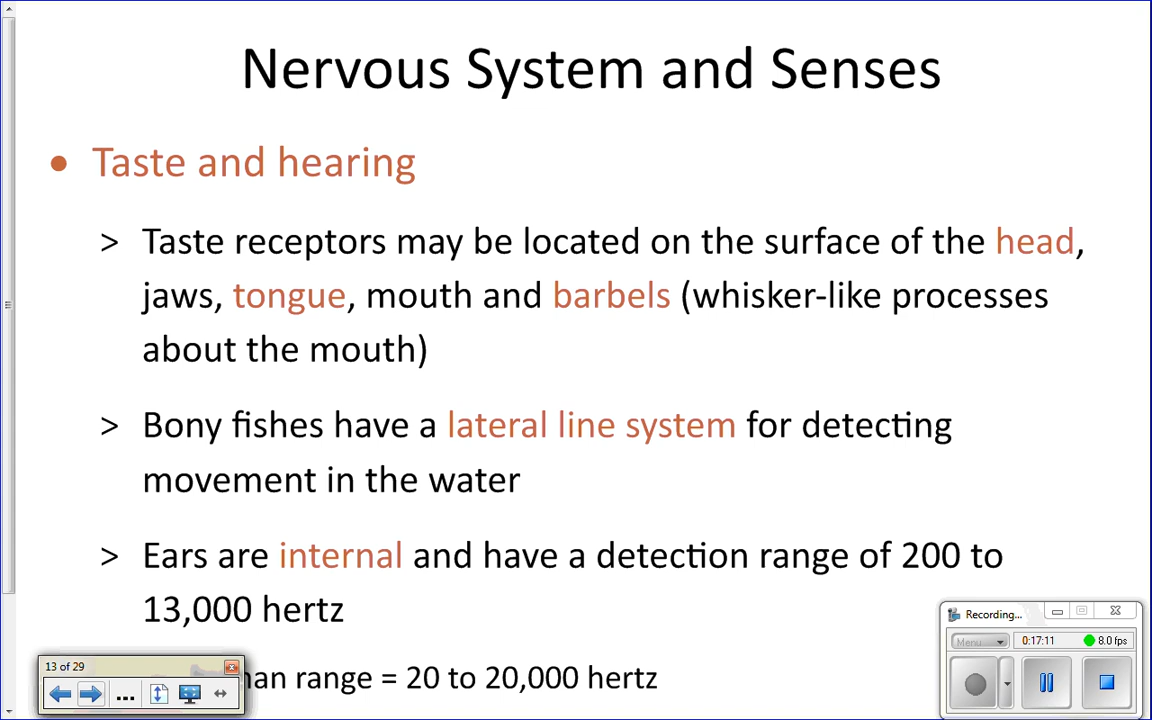 Nervous System and Senses
• Taste and hearing
> Taste receptors may be located on the surface of the head,
jaws, tongue, mouth and barbels (whisker-like processes
about the mouth)
> Bony fishes have a lateral line system for detecting
movement in the water
> Ears are internal and have a detection range of 200 to
13,000 hertz
range = 20 to 20,000 hertz
13 of 29
...
Recording...
Menu
0:17:11
8.0 fps